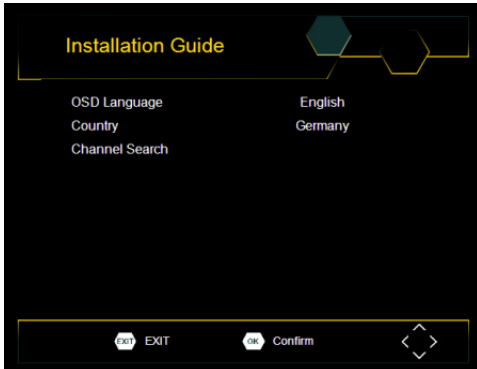 Installation Guide
OSD Language English
Country Germany
Channel Search
EXIT EXIT OK Confirm